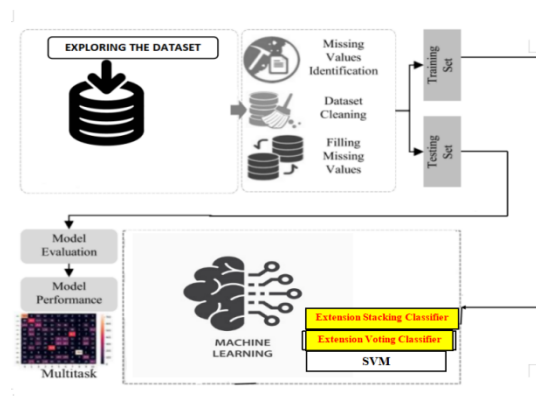 EXPLORING THE DATASET
Missing
Values
Identification
Dataset
Cleaning
Filling
Missing
Values
Training
Set
Testing
Set
Model
Evaluation
Model
Performance
Multitask
MACHINE
LEARNING
Extension Stacking Classifier
Extension Voting Classifier
SVM